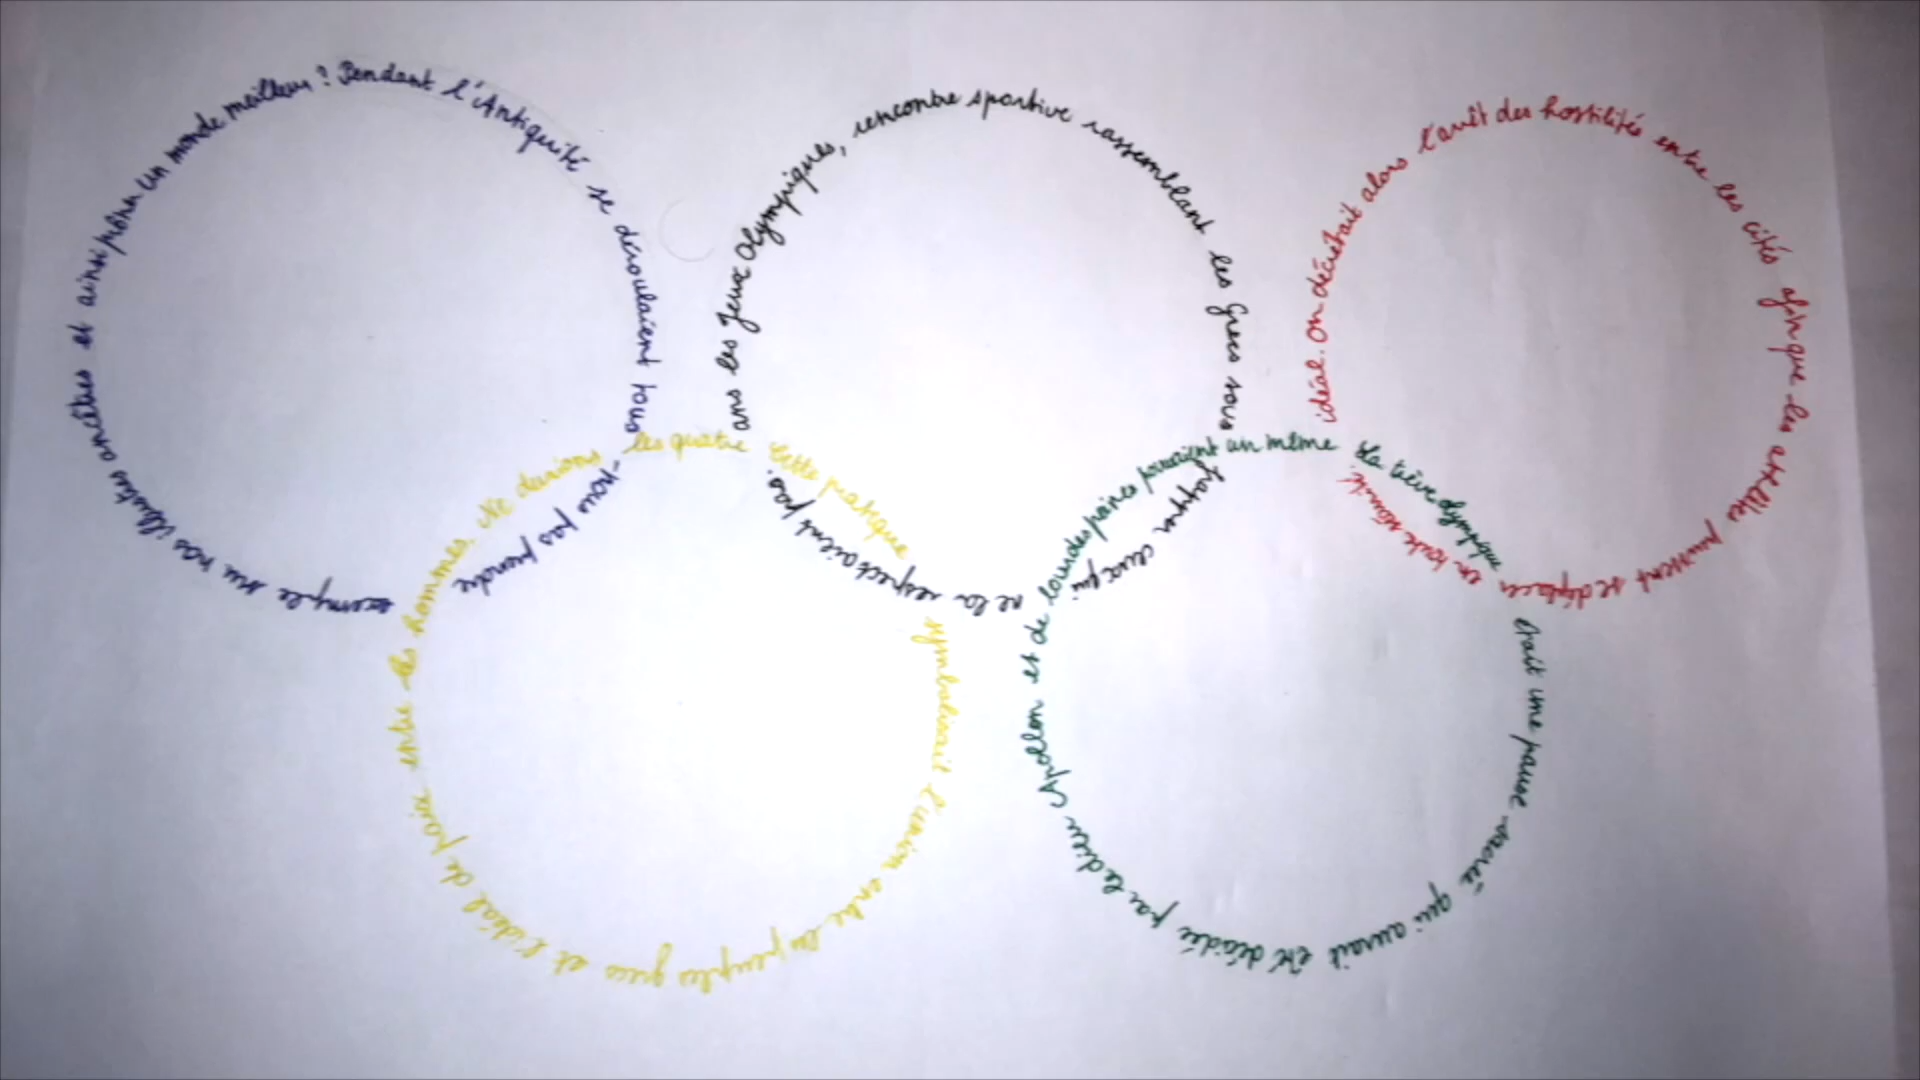 Pendant l'Antiquité se déroulaient tous
les quatre
ans les Jeux Olympiques, rencontre sportive rassemblant les Grecs sous
un même
idéal. On décrétait alors l'arrêt des hostilités entre les cités afin que les athlètes puissent se déplacer en toute sécurité.
La trêve olympique
était une pause sacrée qui aurait été décidée par le dieu Apollon et de lourdes peines pouvaient
frapper ceux qui
ne la respectaient pas.
Cette pratique
symbolisait l'union entre les peuples grecs et l'idéal de paix entre les hommes. Ne devrions
-nous pas prendre
exemple sur nos illustres ancêtres et ainsi prôner un monde meilleur ?